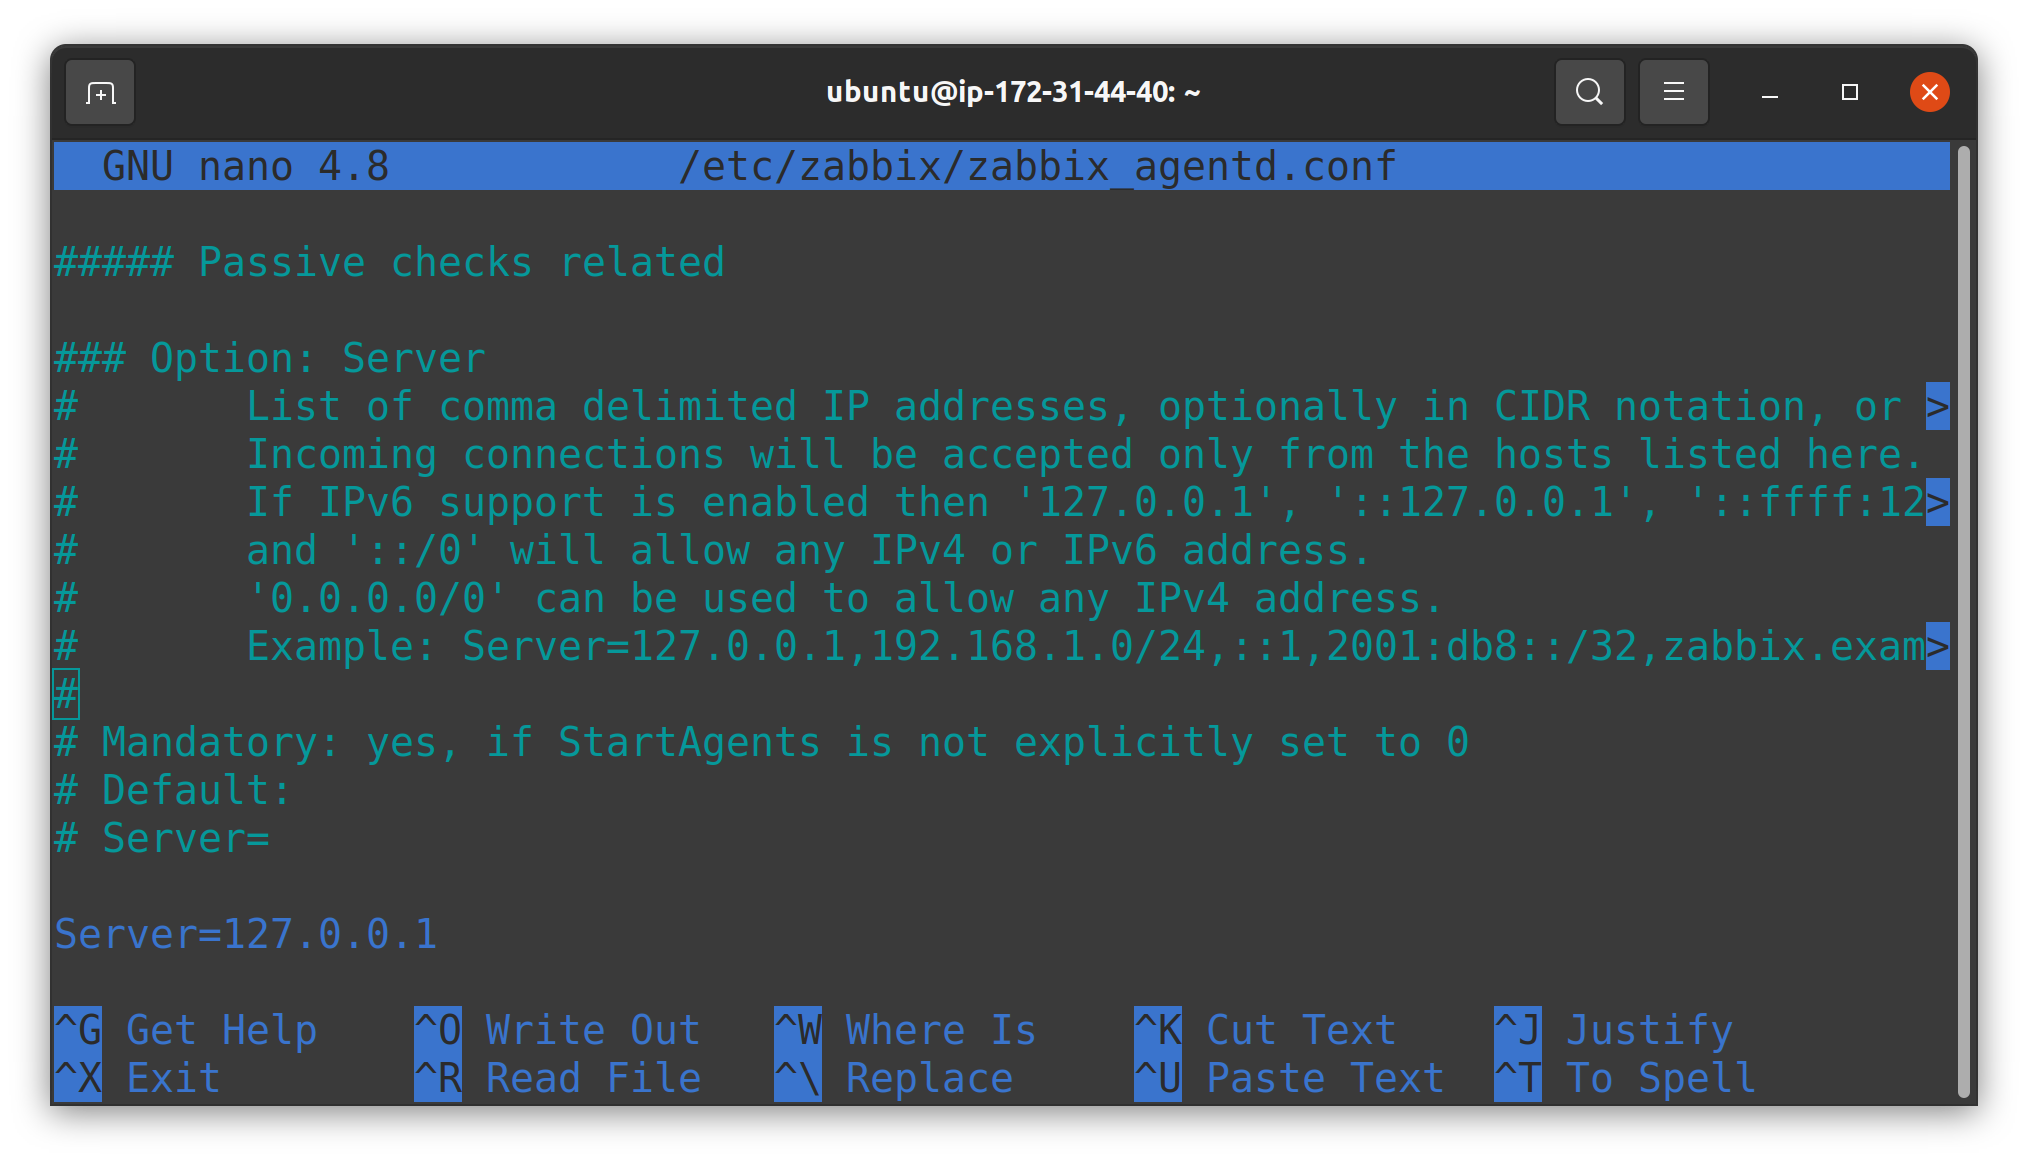 ubuntu@ip-172-31-44-40: ~
GNU nano 4.8 /etc/zabbix/zabbix_agentd.conf
##### Passive checks related
### Option: Server
# List of comma delimited IP addresses, optionally in CIDR notation, or >
# Incoming connections will be accepted only from the hosts listed here.
# If IPv6 support is enabled then '127.0.0.1', '::127.0.0.1', '::ffff:12>
# and '::/0' will allow any IPv4 or IPv6 address.
# '0.0.0.0/0' can be used to allow any IPv4 address.
# Example: Server=127.0.0.1,192.168.1.0/24,::1,2001:db8::/32,zabbix.exam>
#
# Mandatory: yes, if StartAgents is not explicitly set to 0
# Default:
# Server=
Server=127.0.0.1
^G Get Help ^O Write Out ^W Where Is ^K Cut Text ^J Justify
^X Exit ^R Read File ^\ Replace ^U Paste Text ^T To Spell